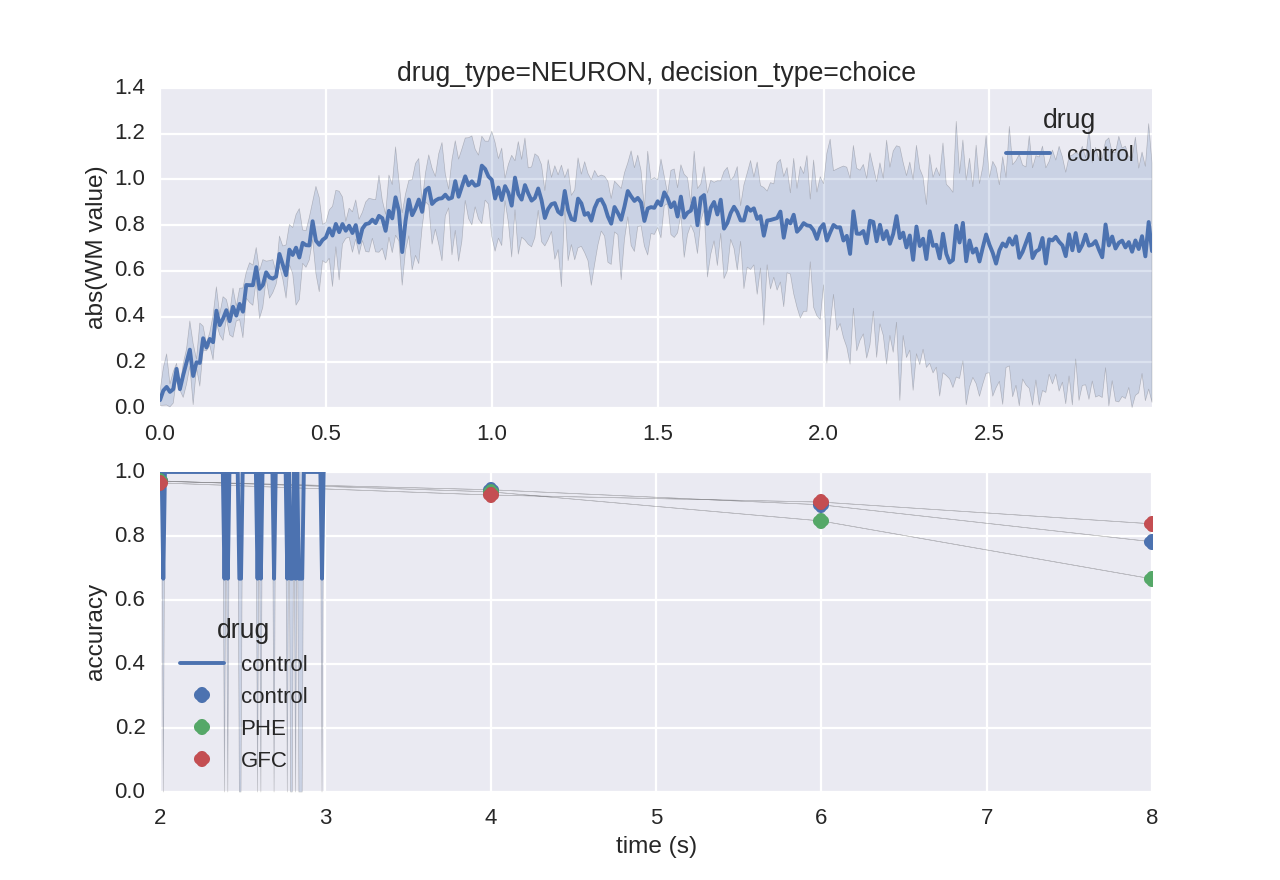 drug_type=NEURON, decision_type=choice
abs(WM value)
1.4
1.2
1.0
0.8
0.6
0.4
0.2
0.0
drug
control
0.0 0.5 1.0 1.5 2.0 2.5
accuracy
1.0
0.8
0.6
0.4
0.2
0.0
drug
control
control
PHE
GFC
2 3 4 5 6 7 8
time (s)